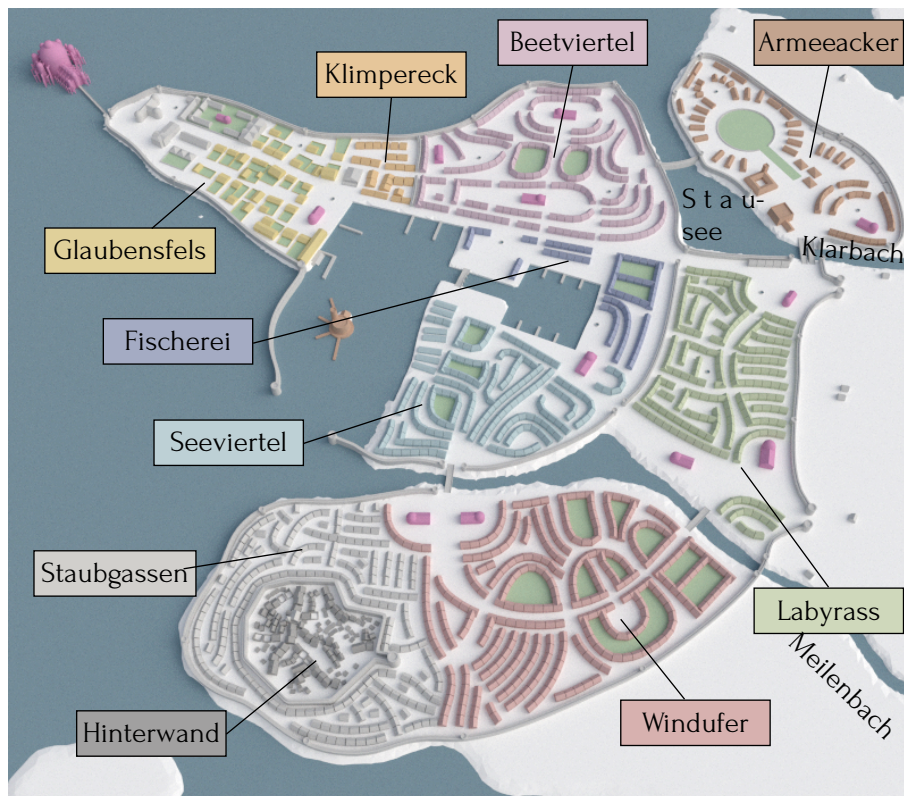 Beetviertel
Armeeacker
Klimpereck
S t a u-
see
Glaubensfels
Klarbach
Fischerei
Seeviertel
Staubgassen
Labyrass
Meilenbach
Hinterwand
Windufer